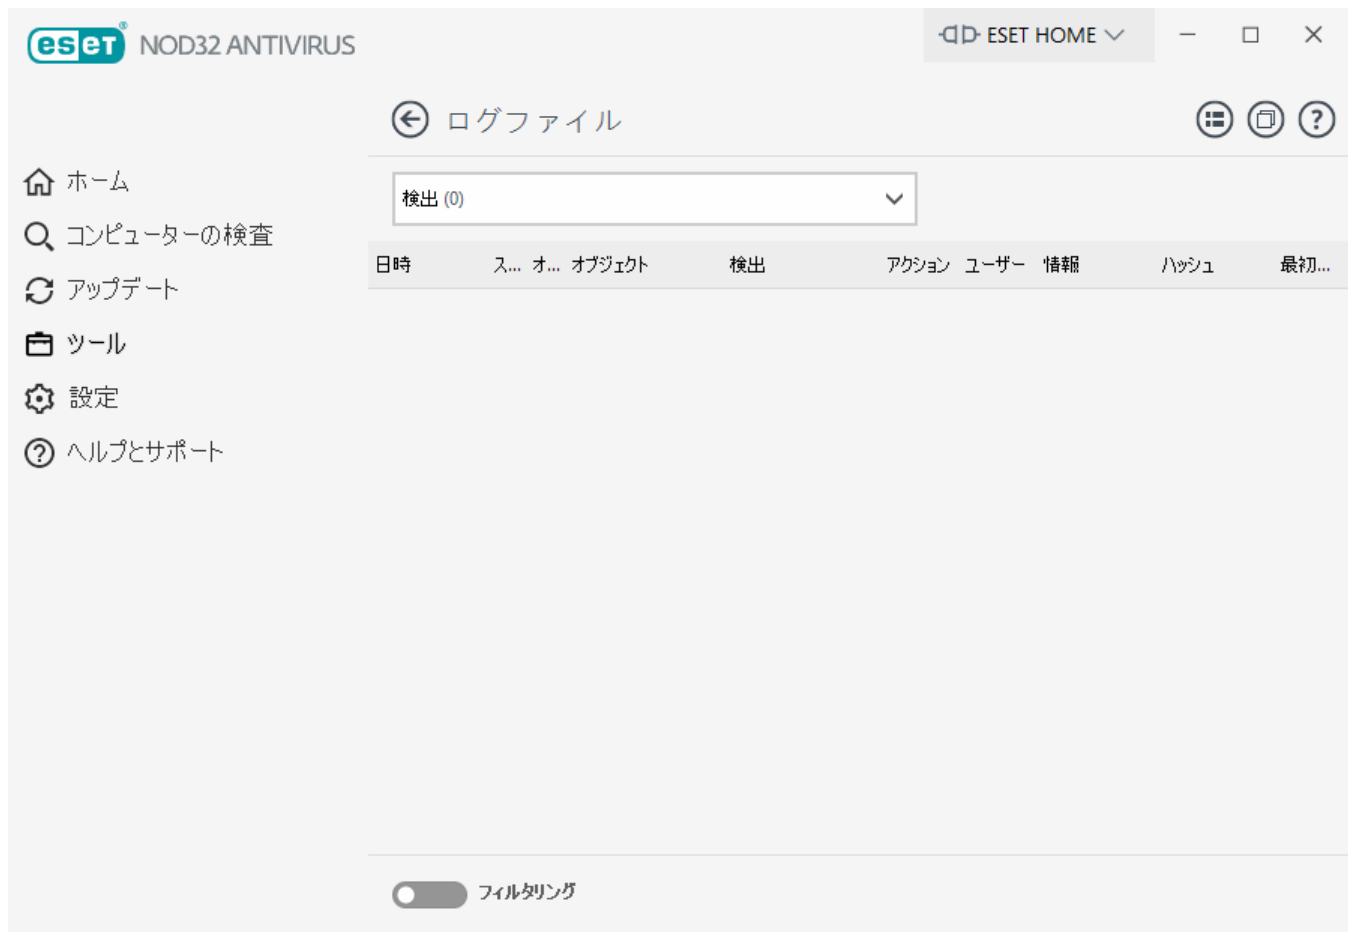 eseT® NOD32 ANTIVIRUS
ESET HOME
ログファイル
ホーム
コンピューターの検査
アップデート
ツール
設定
ヘルプとサポート
検出 (0)
日時 ス... オ... オブジェクト 検出 アクション ユーザー 情報 ハッシュ 最初...
フィルタリング